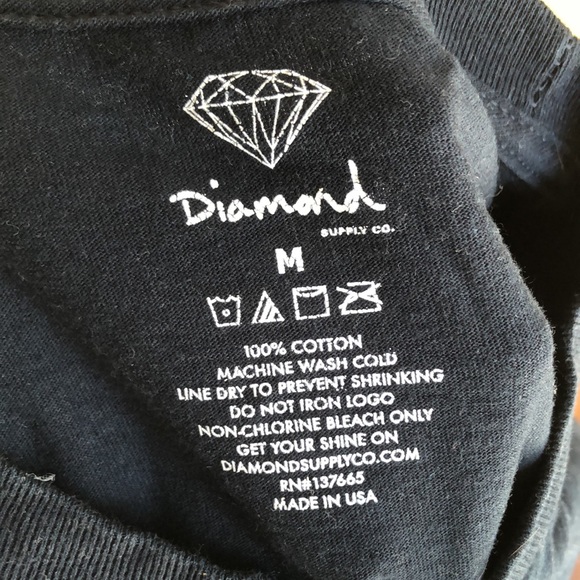 Diamond
SUPPLY CO.
M
100% COTTON
MACHINE WASH COLD
LINE DRY TO PREVENT SHRINKING
DO NOT IRON LOGO
NON-CHLORINE BLEACH ONLY
GET YOUR SHINE ON
DIAMONDSUPPLYCO.COM
RN#137665
MADE IN USA